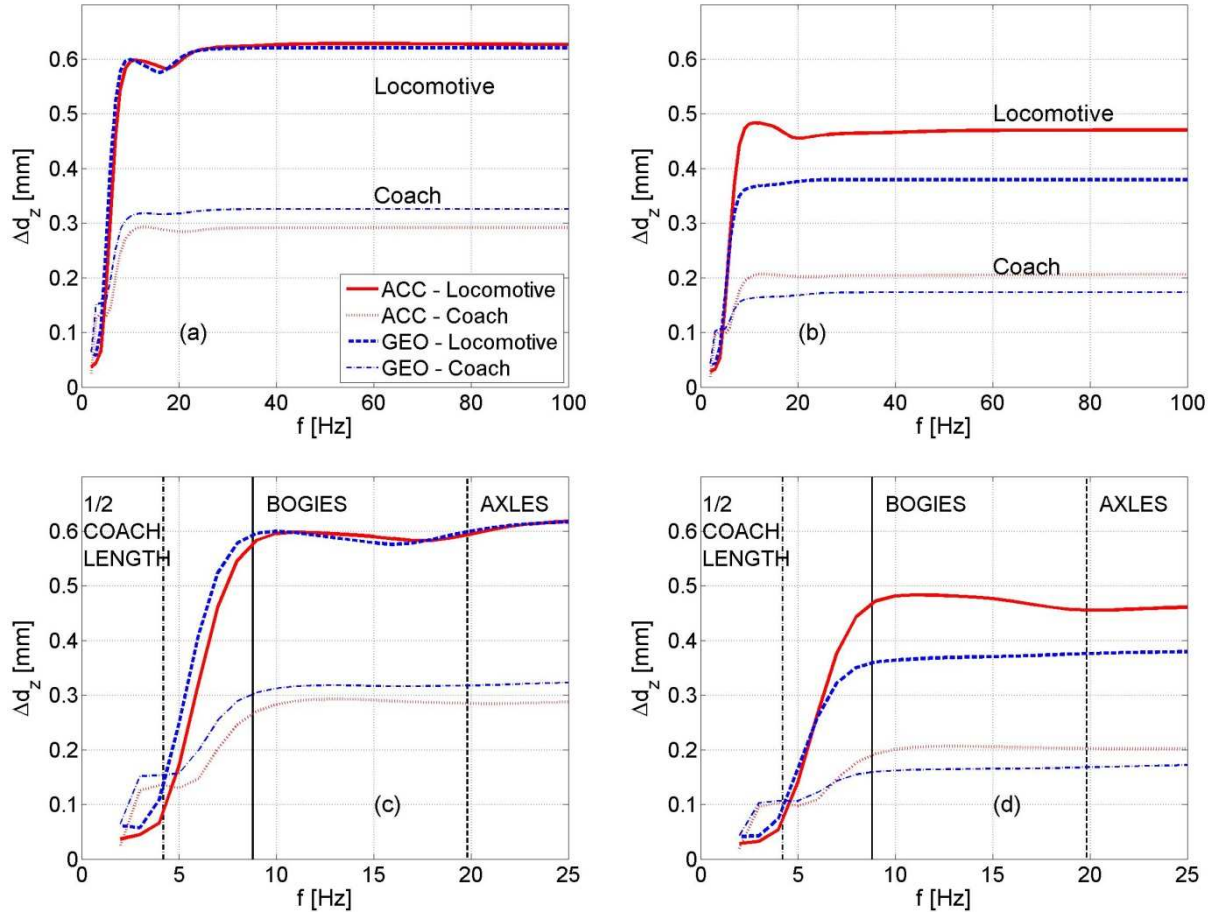 Δd_z [mm]
0.6
0.5
0.4
0.3
0.2
0.1
0
Locomotive
Coach
(a)
ACC - Locomotive
ACC - Coach
GEO - Locomotive
GEO - Coach
0 20 40 60 80 100
f [Hz]
Δd_z [mm]
0.6
0.5
0.4
0.3
0.2
0.1
0
Locomotive
Coach
(b)
0 20 40 60 80 100
f [Hz]
Δd_z [mm]
0.6
0.5
0.4
0.3
0.2
0.1
0
1/2
COACH
LENGTH
BOGIES
AXLES
(c)
0 5 10 15 20 25
f [Hz]
Δd_z [mm]
0.6
0.5
0.4
0.3
0.2
0.1
0
1/2
COACH
LENGTH
BOGIES
AXLES
(d)
0 5 10 15 20 25
f [Hz]